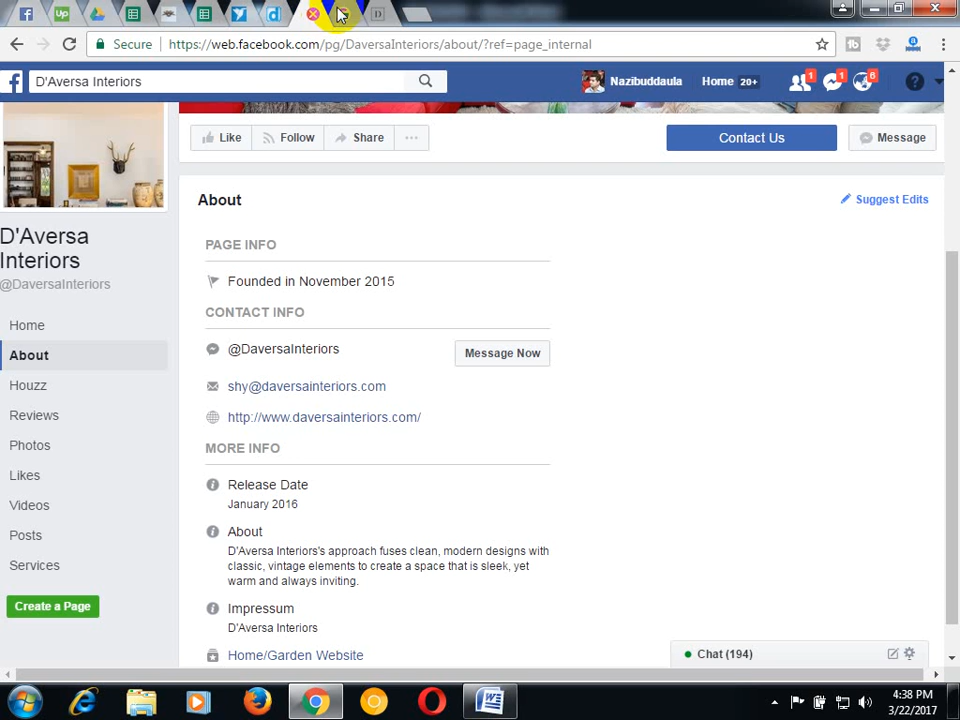 Secure
https://web.facebook.com/pg/DaversaInteriors/about/?ref=page_internal
D'Aversa Interiors
Nazibuddaula
Home 20+
1
1
6
Like
Follow
Share
Contact Us
Message
About
Suggest Edits
D'Aversa
Interiors
@DaversaInteriors
Home
About
Houzz
Reviews
Photos
Likes
Videos
Posts
Services
Create a Page
PAGE INFO
Founded in November 2015
CONTACT INFO
@DaversaInteriors
Message Now
shy@daversainteriors.com
http://www.daversainteriors.com/
MORE INFO
Release Date
January 2016
About
D'Aversa Interiors's approach fuses clean, modern designs with
classic, vintage elements to create a space that is sleek, yet
warm and always inviting.
Impressum
D'Aversa Interiors
Home/Garden Website
Chat (194)
4:38 PM
3/22/2017